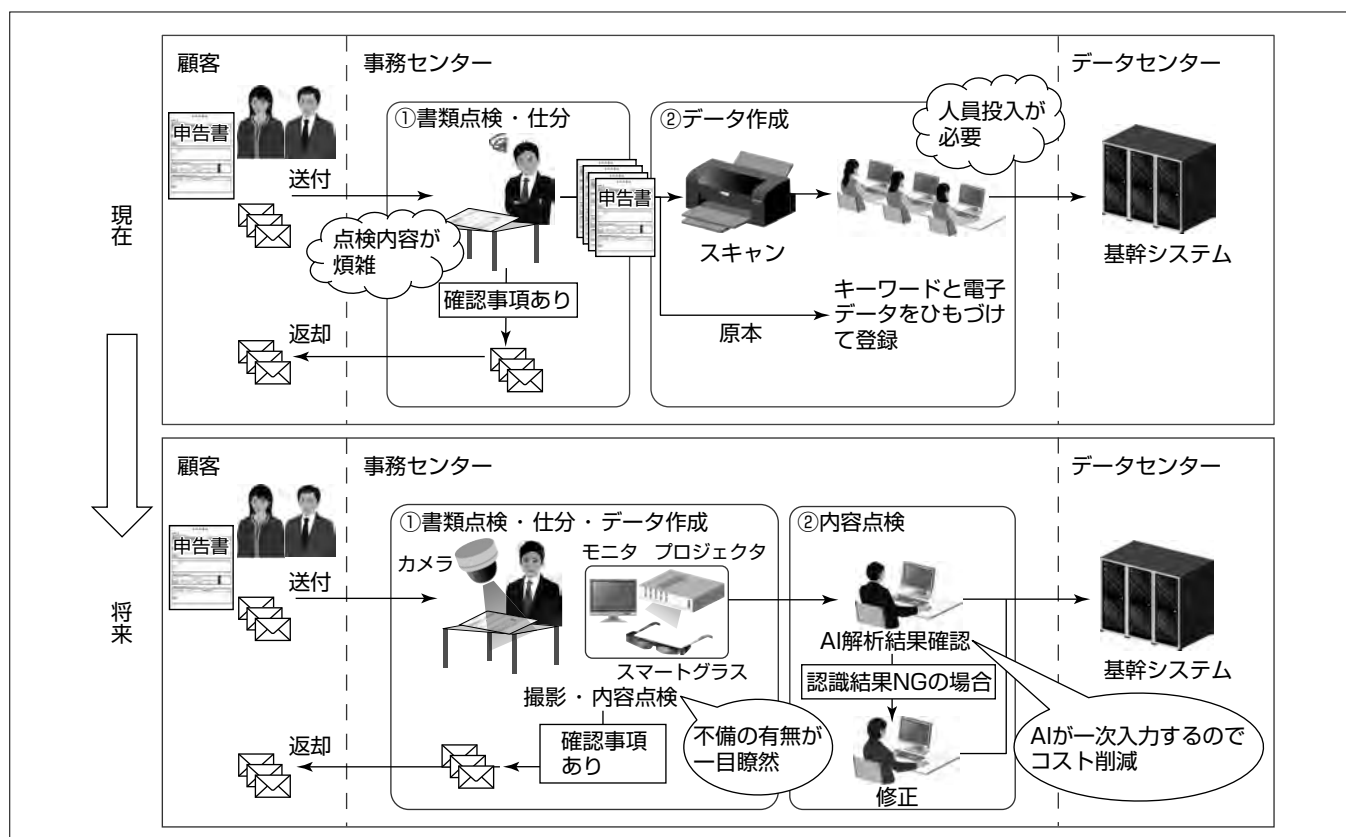 現在
顧客
事務センター
データセンター
申告書
送付
①書類点検・仕分
点検内容が
煩雑
確認事項あり
返却
申告書
②データ作成
人員投入が
必要
スキャン
原本
キーワードと電子
データをひもづけ
て登録
基幹システム
将来
顧客
事務センター
データセンター
申告書
送付
①書類点検・仕分・データ作成
カメラ
モニタ プロジェクタ
スマートグラス
撮影・内容点検
確認事項
あり
不備の有無が
一目瞭然
返却
②内容点検
AI解析結果確認
認識結果NGの場合
修正
AIが一次入力するので
コスト削減
基幹システム